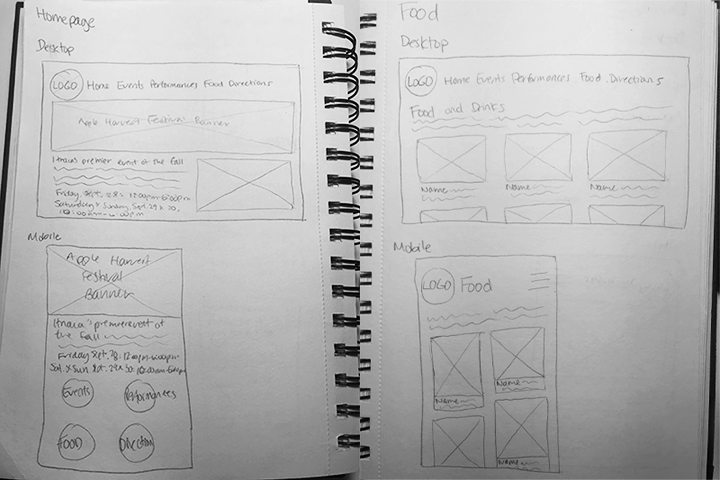 Homepage
Desktop
LOGO Home Events Performances Food Directions
Apple Harvest Festival Banner
Ithaca's premier event of the fall
Friday Sept. 28: 12:00pm-6:00pm
Saturday & Sunday Sept. 29 & 30,
10:00am-6:00pm
Mobile
Apple Harvest
Festival
Banner
Ithaca's premier event of
the fall
Friday Sept. 28: 12:00pm-6:00pm
Sat. & Sun Sept. 29 & 30: 10:00am-6:00pm
Events Performances
FOOD Direction
Food
Desktop
LOGO Home Events Performances Food Directions
Food and Drinks
Name Name Name
Mobile
LOGO Food
Name
Name
Name